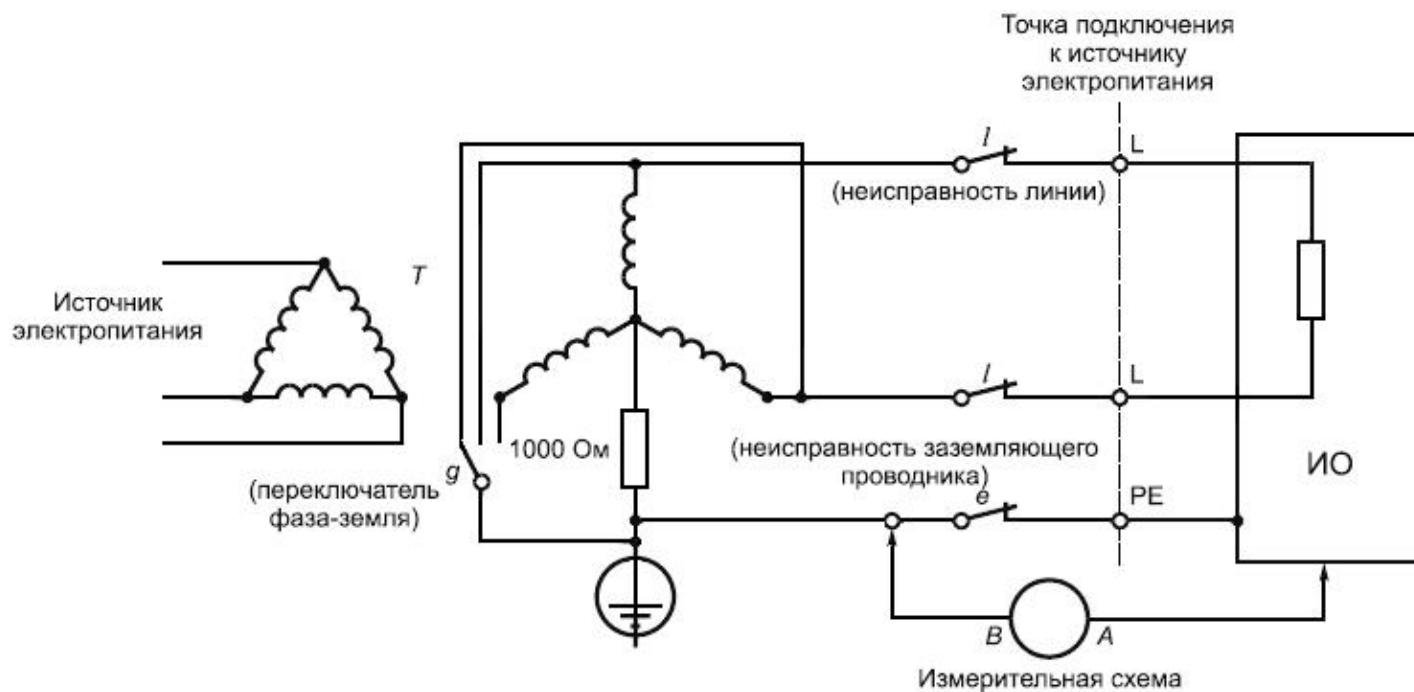 Точка подключения
к источнику
электропитания
l
L
(неисправность линии)
T
Источник
электропитания
l
L
1000 Ом
(неисправность заземляющего
проводника)
ИО
g
(переключатель
фаза-земля)
e
PE
B
A
Измерительная схема